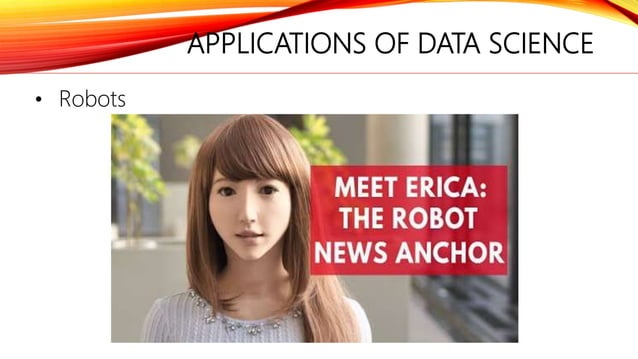 APPLICATIONS OF DATA SCIENCE
• Robots
MEET ERICA:
THE ROBOT
NEWS ANCHOR